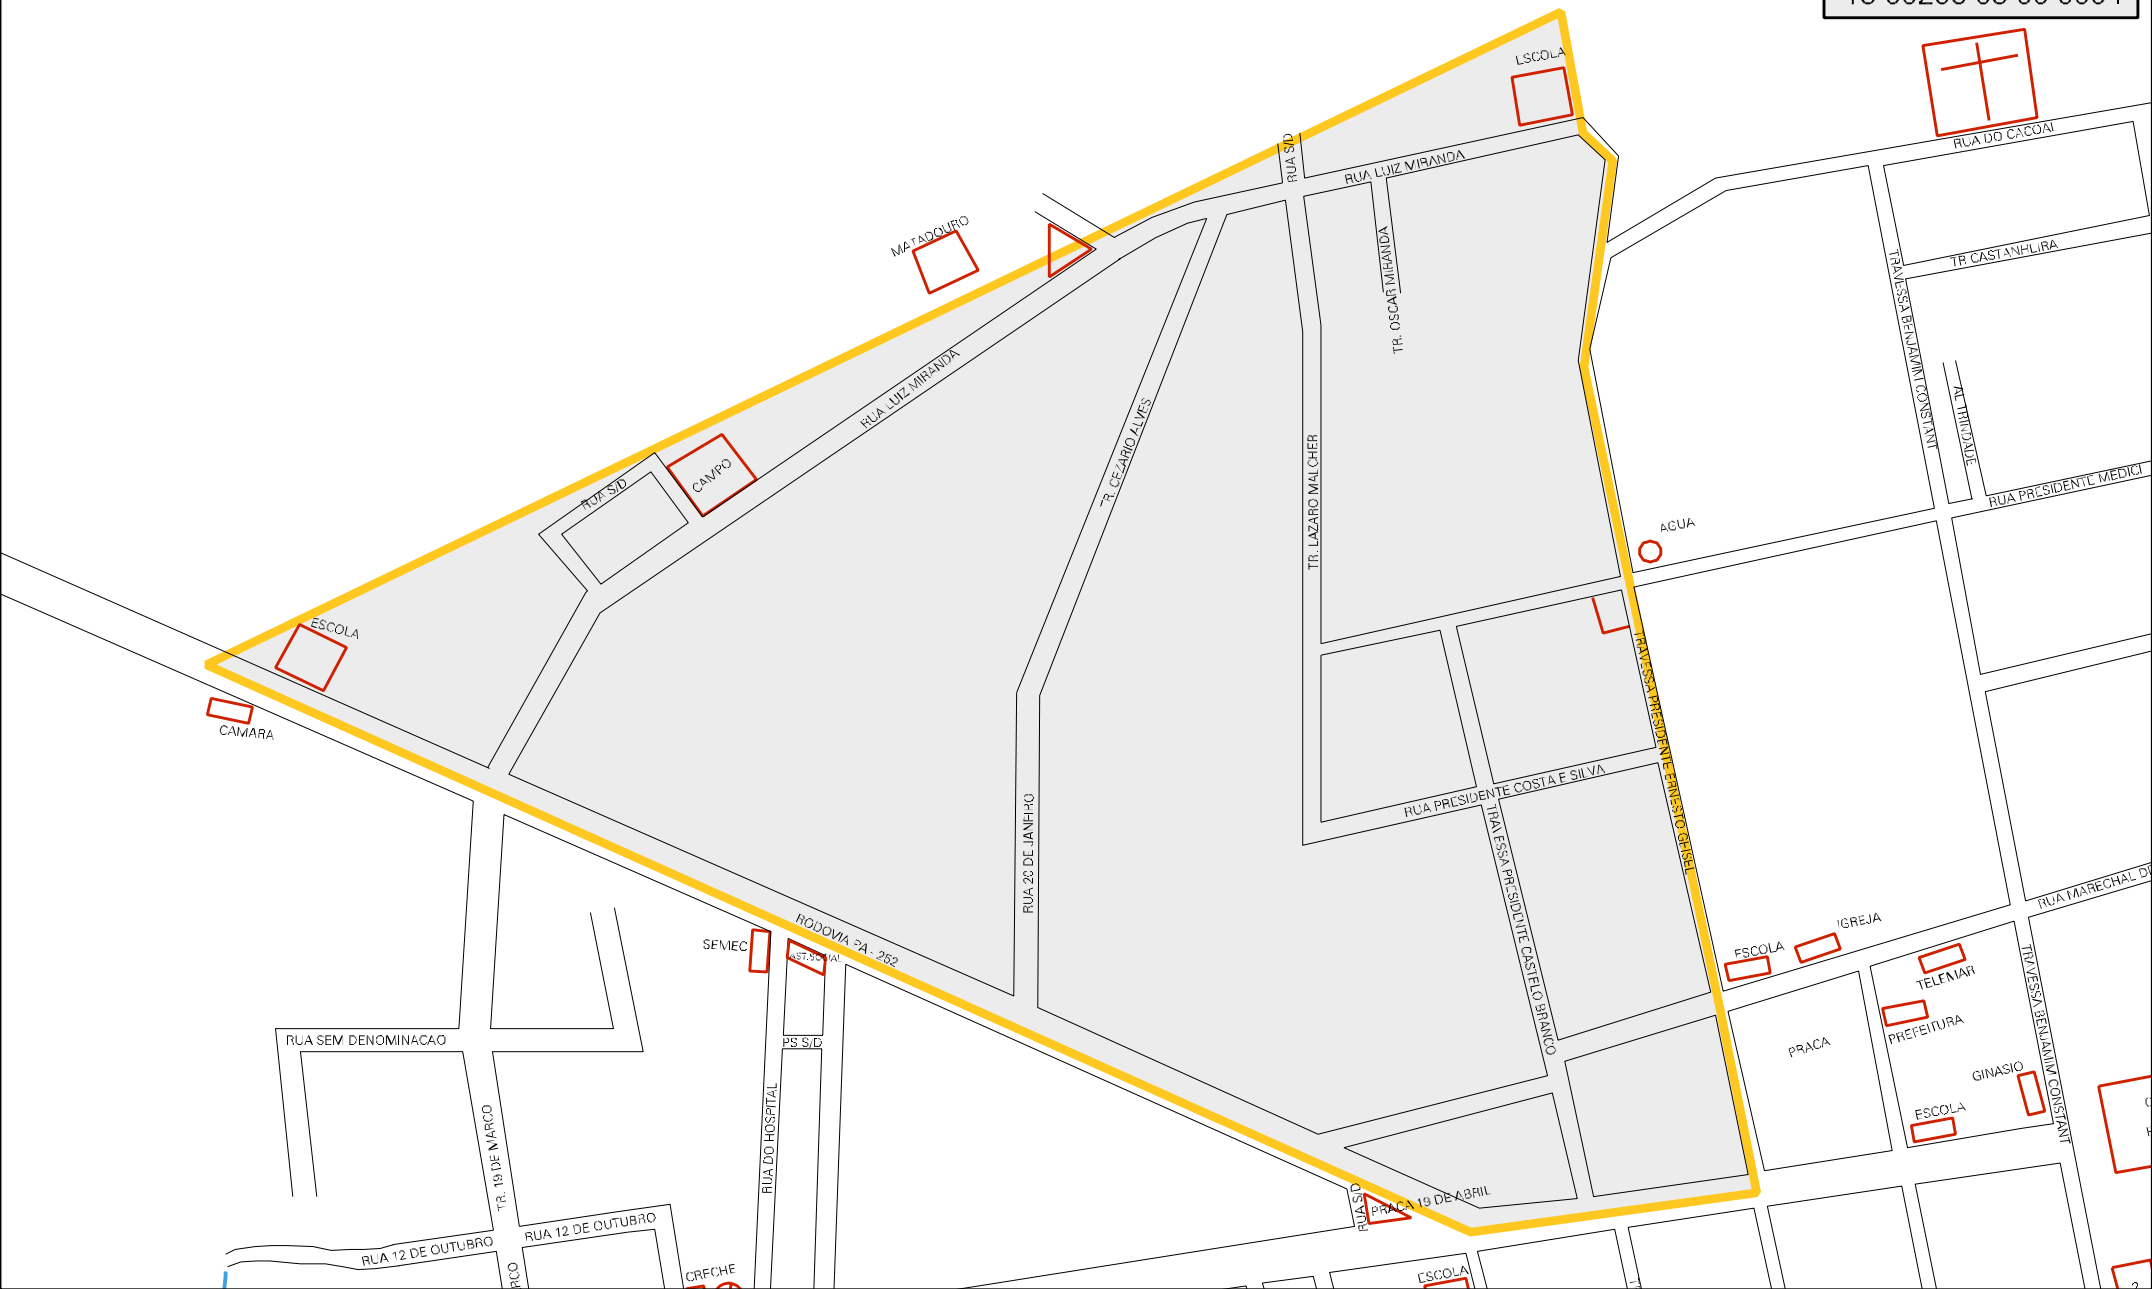 ESCOLA
RUA DO CACOAL
RUA S/D
RUA LUIZ MIRANDA
MATADOURO
TR CASTANHEIRA
TR. OSCAR MIRANDA
TRAVESSA BENJAMIM CONSTANT
RUA LUIZ MIRANDA
AL TRINDADE
TR. CEZARIO ALVES
TR. LAZARO MALCHER
CAMPO
RUA S/D
RUA PRESIDENTE MEDICI
AGUA
ESCOLA
CAMARA
TRAVESSA PRESIDENTE ERNESTO GEISEL
RUA PRESIDENTE COSTA E SILVA
RUA 20 DE JANEIRO
TRAVESSA PRESIDENTE CASTELO BRANCO
RUA MARECHAL
RODOVIA PA - 252
SEMEC
AST.SOCIAL
ESCOLA
IGREJA
TELEMAR
PREFEITURA
PRACA
GINASIO
ESCOLA
TRAVESSA BENJAMIM CONSTANT
RUA SEM DENOMINACAO
PS S/D
RUA DO HOSPITAL
TR. 19 DE MARCO
RUA S/D
PRACA 19 DE ABRIL
RUA 12 DE OUTUBRO
RUA 12 DE OUTUBRO
CRECHE
ESCOLA